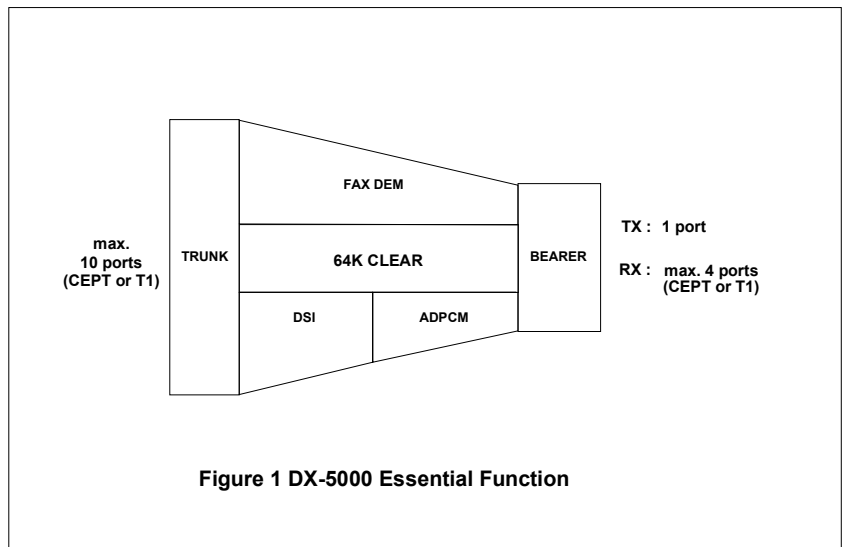 max.
10 ports
(CEPT or T1)
TRUNK
FAX DEM
64K CLEAR
DSI
ADPCM
BEARER
TX : 1 port
RX : max. 4 ports
(CEPT or T1)
Figure 1 DX-5000 Essential Function